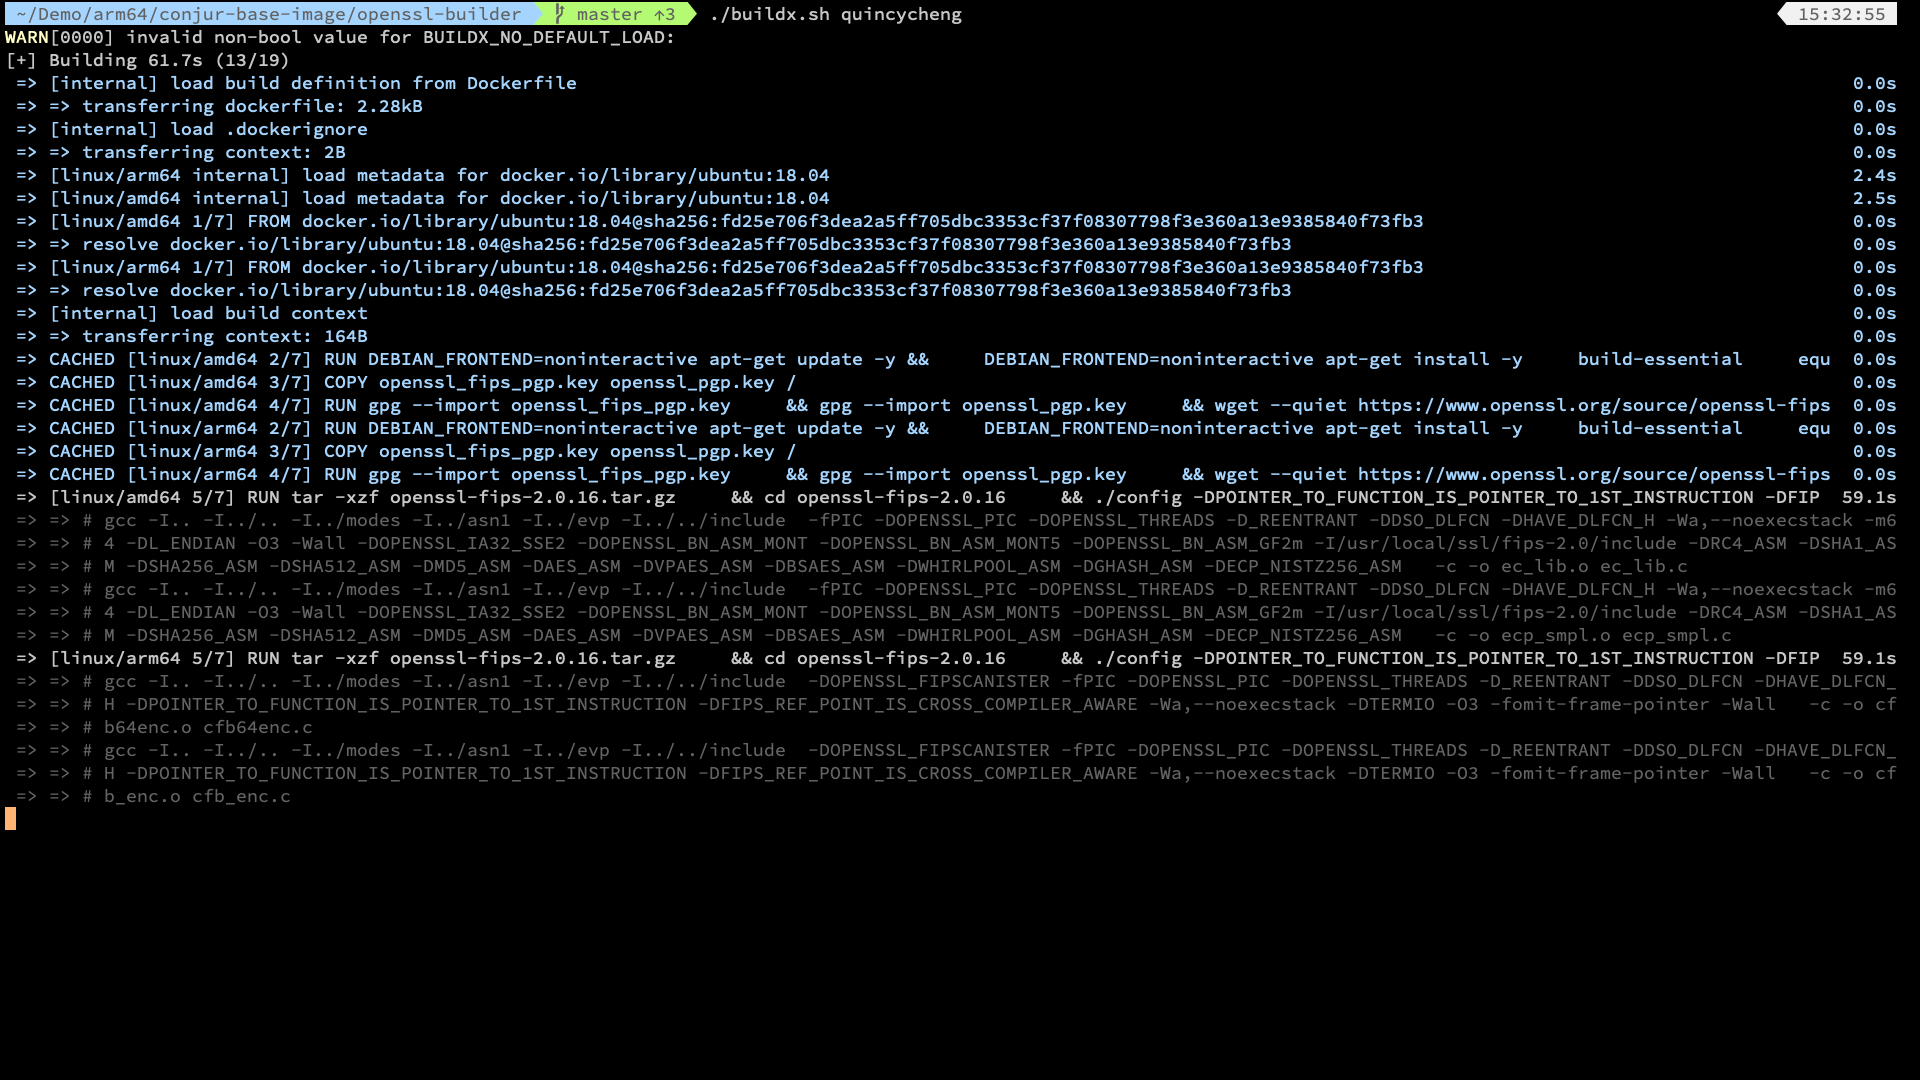 ~/Demo/arm64/conjur-base-image/openssl-builder master ↑3 ./buildx.sh quincycheng 15:32:55
WARN[0000] invalid non-bool value for BUILDX_NO_DEFAULT_LOAD:
[+] Building 61.7s (13/19)
=> [internal] load build definition from Dockerfile 0.0s
=> => transferring dockerfile: 2.28kB 0.0s
=> [internal] load .dockerignore 0.0s
=> => transferring context: 2B 0.0s
=> [linux/arm64 internal] load metadata for docker.io/library/ubuntu:18.04 2.4s
=> [linux/amd64 internal] load metadata for docker.io/library/ubuntu:18.04 2.5s
=> [linux/amd64 1/7] FROM docker.io/library/ubuntu:18.04@sha256:fd25e706f3dea2a5ff705dbc3353cf37f08307798f3e360a13e9385840f73fb3 0.0s
=> => resolve docker.io/library/ubuntu:18.04@sha256:fd25e706f3dea2a5ff705dbc3353cf37f08307798f3e360a13e9385840f73fb3 0.0s
=> [linux/arm64 1/7] FROM docker.io/library/ubuntu:18.04@sha256:fd25e706f3dea2a5ff705dbc3353cf37f08307798f3e360a13e9385840f73fb3 0.0s
=> => resolve docker.io/library/ubuntu:18.04@sha256:fd25e706f3dea2a5ff705dbc3353cf37f08307798f3e360a13e9385840f73fb3 0.0s
=> [internal] load build context 0.0s
=> => transferring context: 164B 0.0s
=> CACHED [linux/amd64 2/7] RUN DEBIAN_FRONTEND=noninteractive apt-get update -y && DEBIAN_FRONTEND=noninteractive apt-get install -y build-essential equ 0.0s
=> CACHED [linux/amd64 3/7] COPY openssl_fips_pgp.key openssl_pgp.key / 0.0s
=> CACHED [linux/amd64 4/7] RUN gpg --import openssl_fips_pgp.key && gpg --import openssl_pgp.key && wget --quiet https://www.openssl.org/source/openssl-fips 0.0s
=> CACHED [linux/arm64 2/7] RUN DEBIAN_FRONTEND=noninteractive apt-get update -y && DEBIAN_FRONTEND=noninteractive apt-get install -y build-essential equ 0.0s
=> CACHED [linux/arm64 3/7] COPY openssl_fips_pgp.key openssl_pgp.key / 0.0s
=> CACHED [linux/arm64 4/7] RUN gpg --import openssl_fips_pgp.key && gpg --import openssl_pgp.key && wget --quiet https://www.openssl.org/source/openssl-fips 0.0s
=> [linux/amd64 5/7] RUN tar -xzf openssl-fips-2.0.16.tar.gz && cd openssl-fips-2.0.16 && ./config -DPOINTER_TO_FUNCTION_IS_POINTER_TO_1ST_INSTRUCTION -DFIP 59.1s
=> => # gcc -I.. -I../.. -I../modes -I../asn1 -I../evp -I../../include -fPIC -DOPENSSL_PIC -DOPENSSL_THREADS -D_REENTRANT -DDSO_DLFCN -DHAVE_DLFCN_H -Wa,--noexecstack -m6
=> => # 4 -DL_ENDIAN -O3 -Wall -DOPENSSL_IA32_SSE2 -DOPENSSL_BN_ASM_MONT -DOPENSSL_BN_ASM_MONT5 -DOPENSSL_BN_ASM_GF2m -I/usr/local/ssl/fips-2.0/include -DRC4_ASM -DSHA1_AS
=> => # M -DSHA256_ASM -DSHA512_ASM -DMD5_ASM -DAES_ASM -DVPAES_ASM -DBSAES_ASM -DWHIRLPOOL_ASM -DGHASH_ASM -DECP_NISTZ256_ASM -c -o ec_lib.o ec_lib.c
=> => # gcc -I.. -I../.. -I../modes -I../asn1 -I../evp -I../../include -fPIC -DOPENSSL_PIC -DOPENSSL_THREADS -D_REENTRANT -DDSO_DLFCN -DHAVE_DLFCN_H -Wa,--noexecstack -m6
=> => # 4 -DL_ENDIAN -O3 -Wall -DOPENSSL_IA32_SSE2 -DOPENSSL_BN_ASM_MONT -DOPENSSL_BN_ASM_MONT5 -DOPENSSL_BN_ASM_GF2m -I/usr/local/ssl/fips-2.0/include -DRC4_ASM -DSHA1_AS
=> => # M -DSHA256_ASM -DSHA512_ASM -DMD5_ASM -DAES_ASM -DVPAES_ASM -DBSAES_ASM -DWHIRLPOOL_ASM -DGHASH_ASM -DECP_NISTZ256_ASM -c -o ecp_smpl.o ecp_smpl.c
=> [linux/arm64 5/7] RUN tar -xzf openssl-fips-2.0.16.tar.gz && cd openssl-fips-2.0.16 && ./config -DPOINTER_TO_FUNCTION_IS_POINTER_TO_1ST_INSTRUCTION -DFIP 59.1s
=> => # gcc -I.. -I../.. -I../modes -I../asn1 -I../evp -I../../include -DOPENSSL_FIPSCANISTER -fPIC -DOPENSSL_PIC -DOPENSSL_THREADS -D_REENTRANT -DDSO_DLFCN -DHAVE_DLFCN_
=> => # H -DPOINTER_TO_FUNCTION_IS_POINTER_TO_1ST_INSTRUCTION -DFIPS_REF_POINT_IS_CROSS_COMPILER_AWARE -Wa,--noexecstack -DTERMIO -O3 -fomit-frame-pointer -Wall -c -o cf
=> => # b64enc.o cfb64enc.c
=> => # gcc -I.. -I../.. -I../modes -I../asn1 -I../evp -I../../include -DOPENSSL_FIPSCANISTER -fPIC -DOPENSSL_PIC -DOPENSSL_THREADS -D_REENTRANT -DDSO_DLFCN -DHAVE_DLFCN_
=> => # H -DPOINTER_TO_FUNCTION_IS_POINTER_TO_1ST_INSTRUCTION -DFIPS_REF_POINT_IS_CROSS_COMPILER_AWARE -Wa,--noexecstack -DTERMIO -O3 -fomit-frame-pointer -Wall -c -o cf
=> => # b_enc.o cfb_enc.c